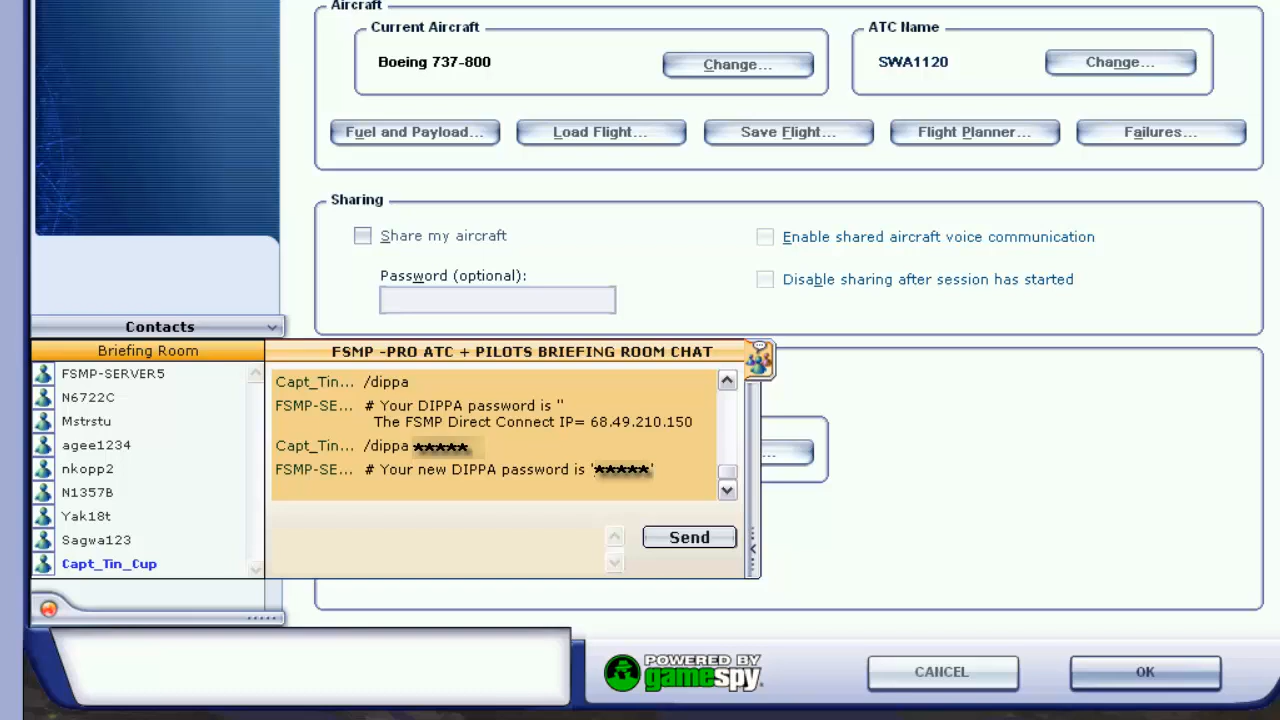 Aircraft
Current Aircraft
Boeing 737-800
Change...
ATC Name
SWA1120
Change...
Fuel and Payload...
Load Flight...
Save Flight...
Flight Planner...
Failures...
Sharing
Share my aircraft
Enable shared aircraft voice communication
Password (optional):
Disable sharing after session has started
Contacts
Briefing Room
FSMP-SERVER5
N6722C
Mstrstu
agee1234
nkopp2
N1357B
Yak18t
Sagwa123
Capt_Tin_Cup
FSMP -PRO ATC + PILOTS BRIEFING ROOM CHAT
Capt_Tin... /dippa
FSMP-SE... # Your DIPPA password is ''
The FSMP Direct Connect IP= 68.49.210.150
Capt_Tin... /dippa *****
FSMP-SE... # Your new DIPPA password is '*****'
Send
...
POWERED BY
gamespy.
CANCEL
OK